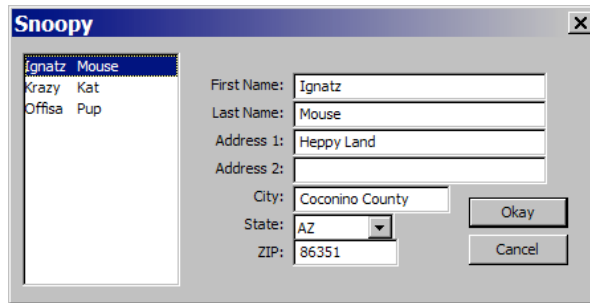 Snoopy
Ignatz Mouse
Krazy Kat
Offisa Pup
First Name: Ignatz
Last Name: Mouse
Address 1: Heppy Land
Address 2:
City: Coconino County
State: AZ
ZIP: 86351
Okay
Cancel